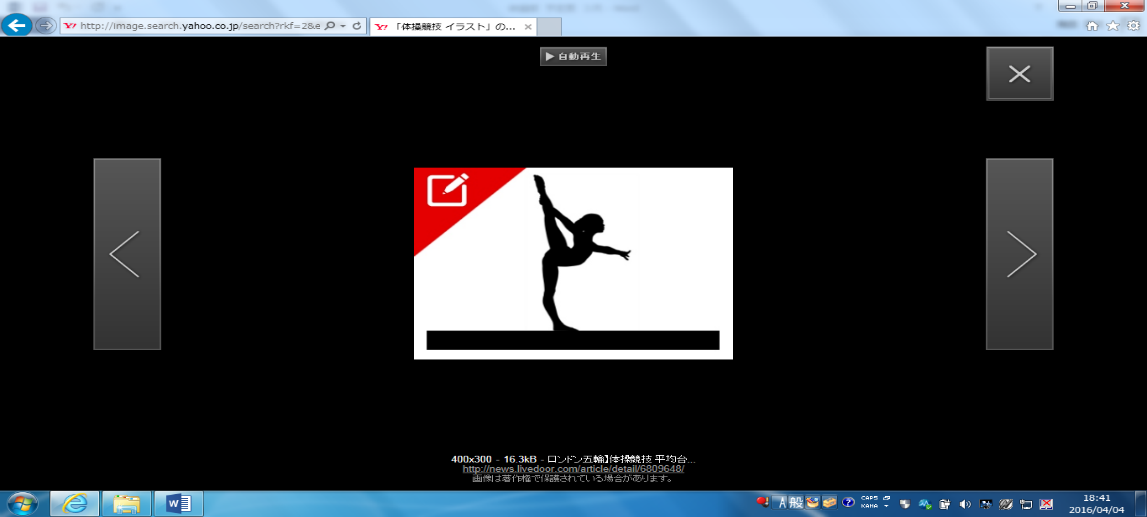 http://image.search.yahoo.co.jp/search?rkf=2&e
「体操競技 イラスト」の...
自動再生
400x300 - 16.3kB - ロンドン五輪】体操競技 平均台...
http://news.livedoor.com/article/detail/6809648/
画像は著作権で保護されている場合があります。
A 般
CAPS
KANA
18:41
2016/04/04